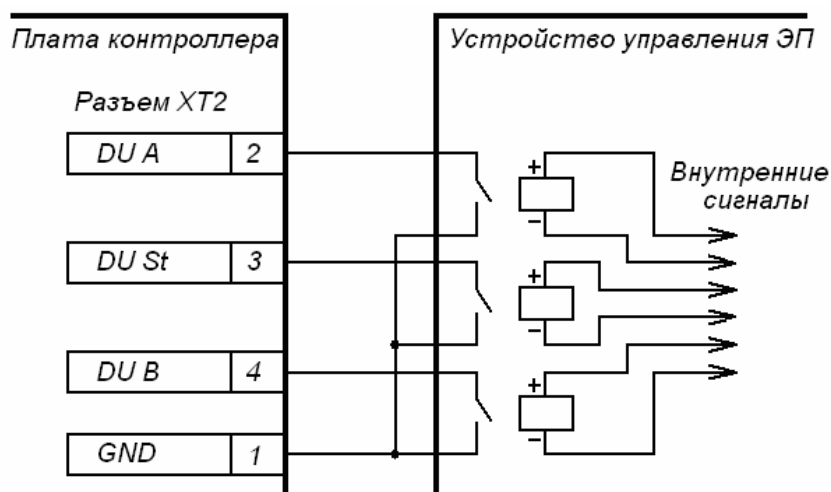 Плата контроллера
Устройство управления ЭП
Разъем XT2
DU A 2
DU St 3
DU B 4
GND 1
+
−
+
−
+
−
Внутренние
сигналы